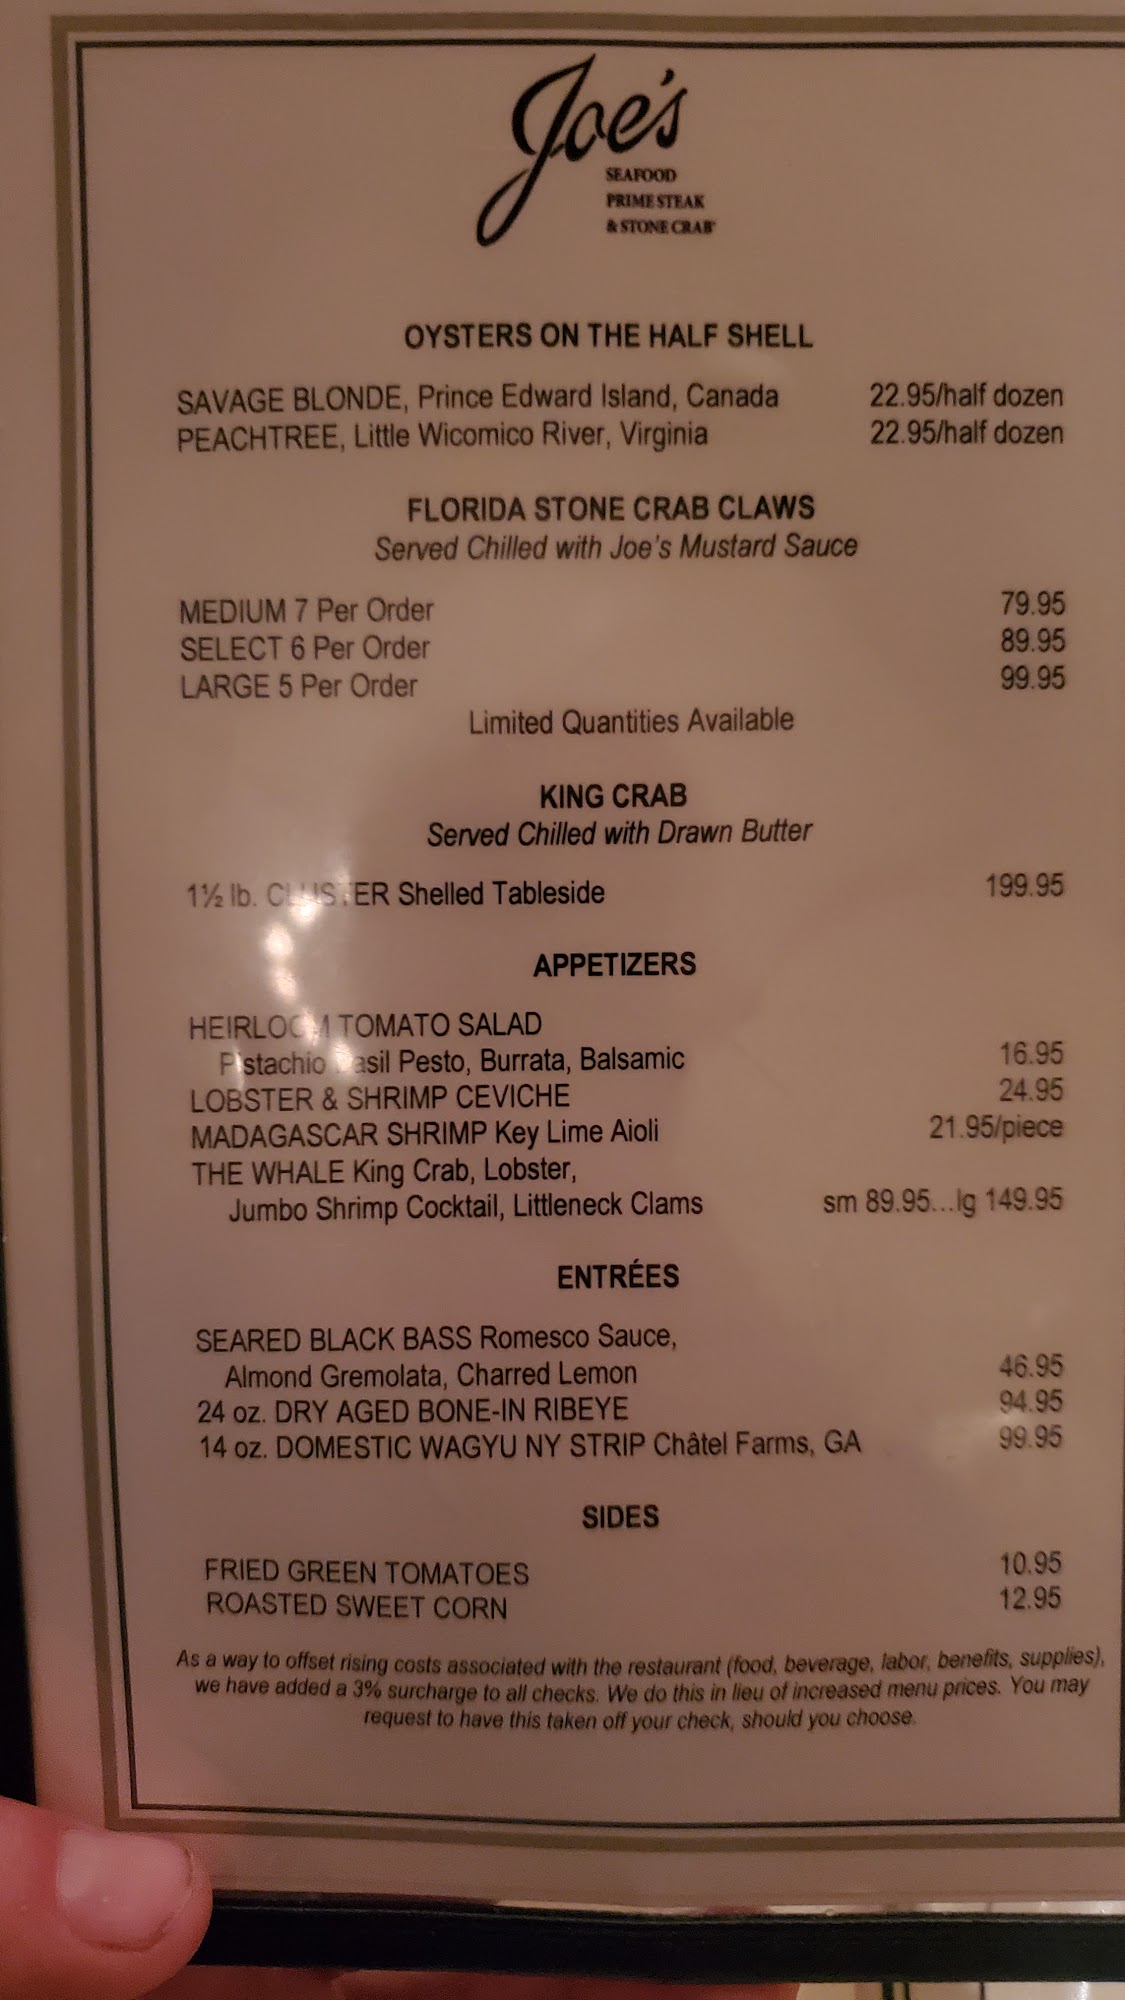 Joe's
SEAFOOD
PRIME STEAK
& STONE CRAB®
OYSTERS ON THE HALF SHELL
SAVAGE BLONDE, Prince Edward Island, Canada 22.95/half dozen
PEACHTREE, Little Wicomico River, Virginia 22.95/half dozen
FLORIDA STONE CRAB CLAWS
Served Chilled with Joe's Mustard Sauce
MEDIUM 7 Per Order 79.95
SELECT 6 Per Order 89.95
LARGE 5 Per Order 99.95
Limited Quantities Available
KING CRAB
Served Chilled with Drawn Butter
1½ lb. CLUSTER Shelled Tableside 199.95
APPETIZERS
HEIRLOOM TOMATO SALAD
Pistachio Basil Pesto, Burrata, Balsamic 16.95
LOBSTER & SHRIMP CEVICHE 24.95
MADAGASCAR SHRIMP Key Lime Aioli 21.95/piece
THE WHALE King Crab, Lobster,
Jumbo Shrimp Cocktail, Littleneck Clams sm 89.95...lg 149.95
ENTRÉES
SEARED BLACK BASS Romesco Sauce,
Almond Gremolata, Charred Lemon 46.95
24 oz. DRY AGED BONE-IN RIBEYE 94.95
14 oz. DOMESTIC WAGYU NY STRIP Châtel Farms, GA 99.95
SIDES
FRIED GREEN TOMATOES 10.95
ROASTED SWEET CORN 12.95
As a way to offset rising costs associated with the restaurant (food, beverage, labor, benefits, supplies),
we have added a 3% surcharge to all checks. We do this in lieu of increased menu prices. You may
request to have this taken off your check, should you choose.